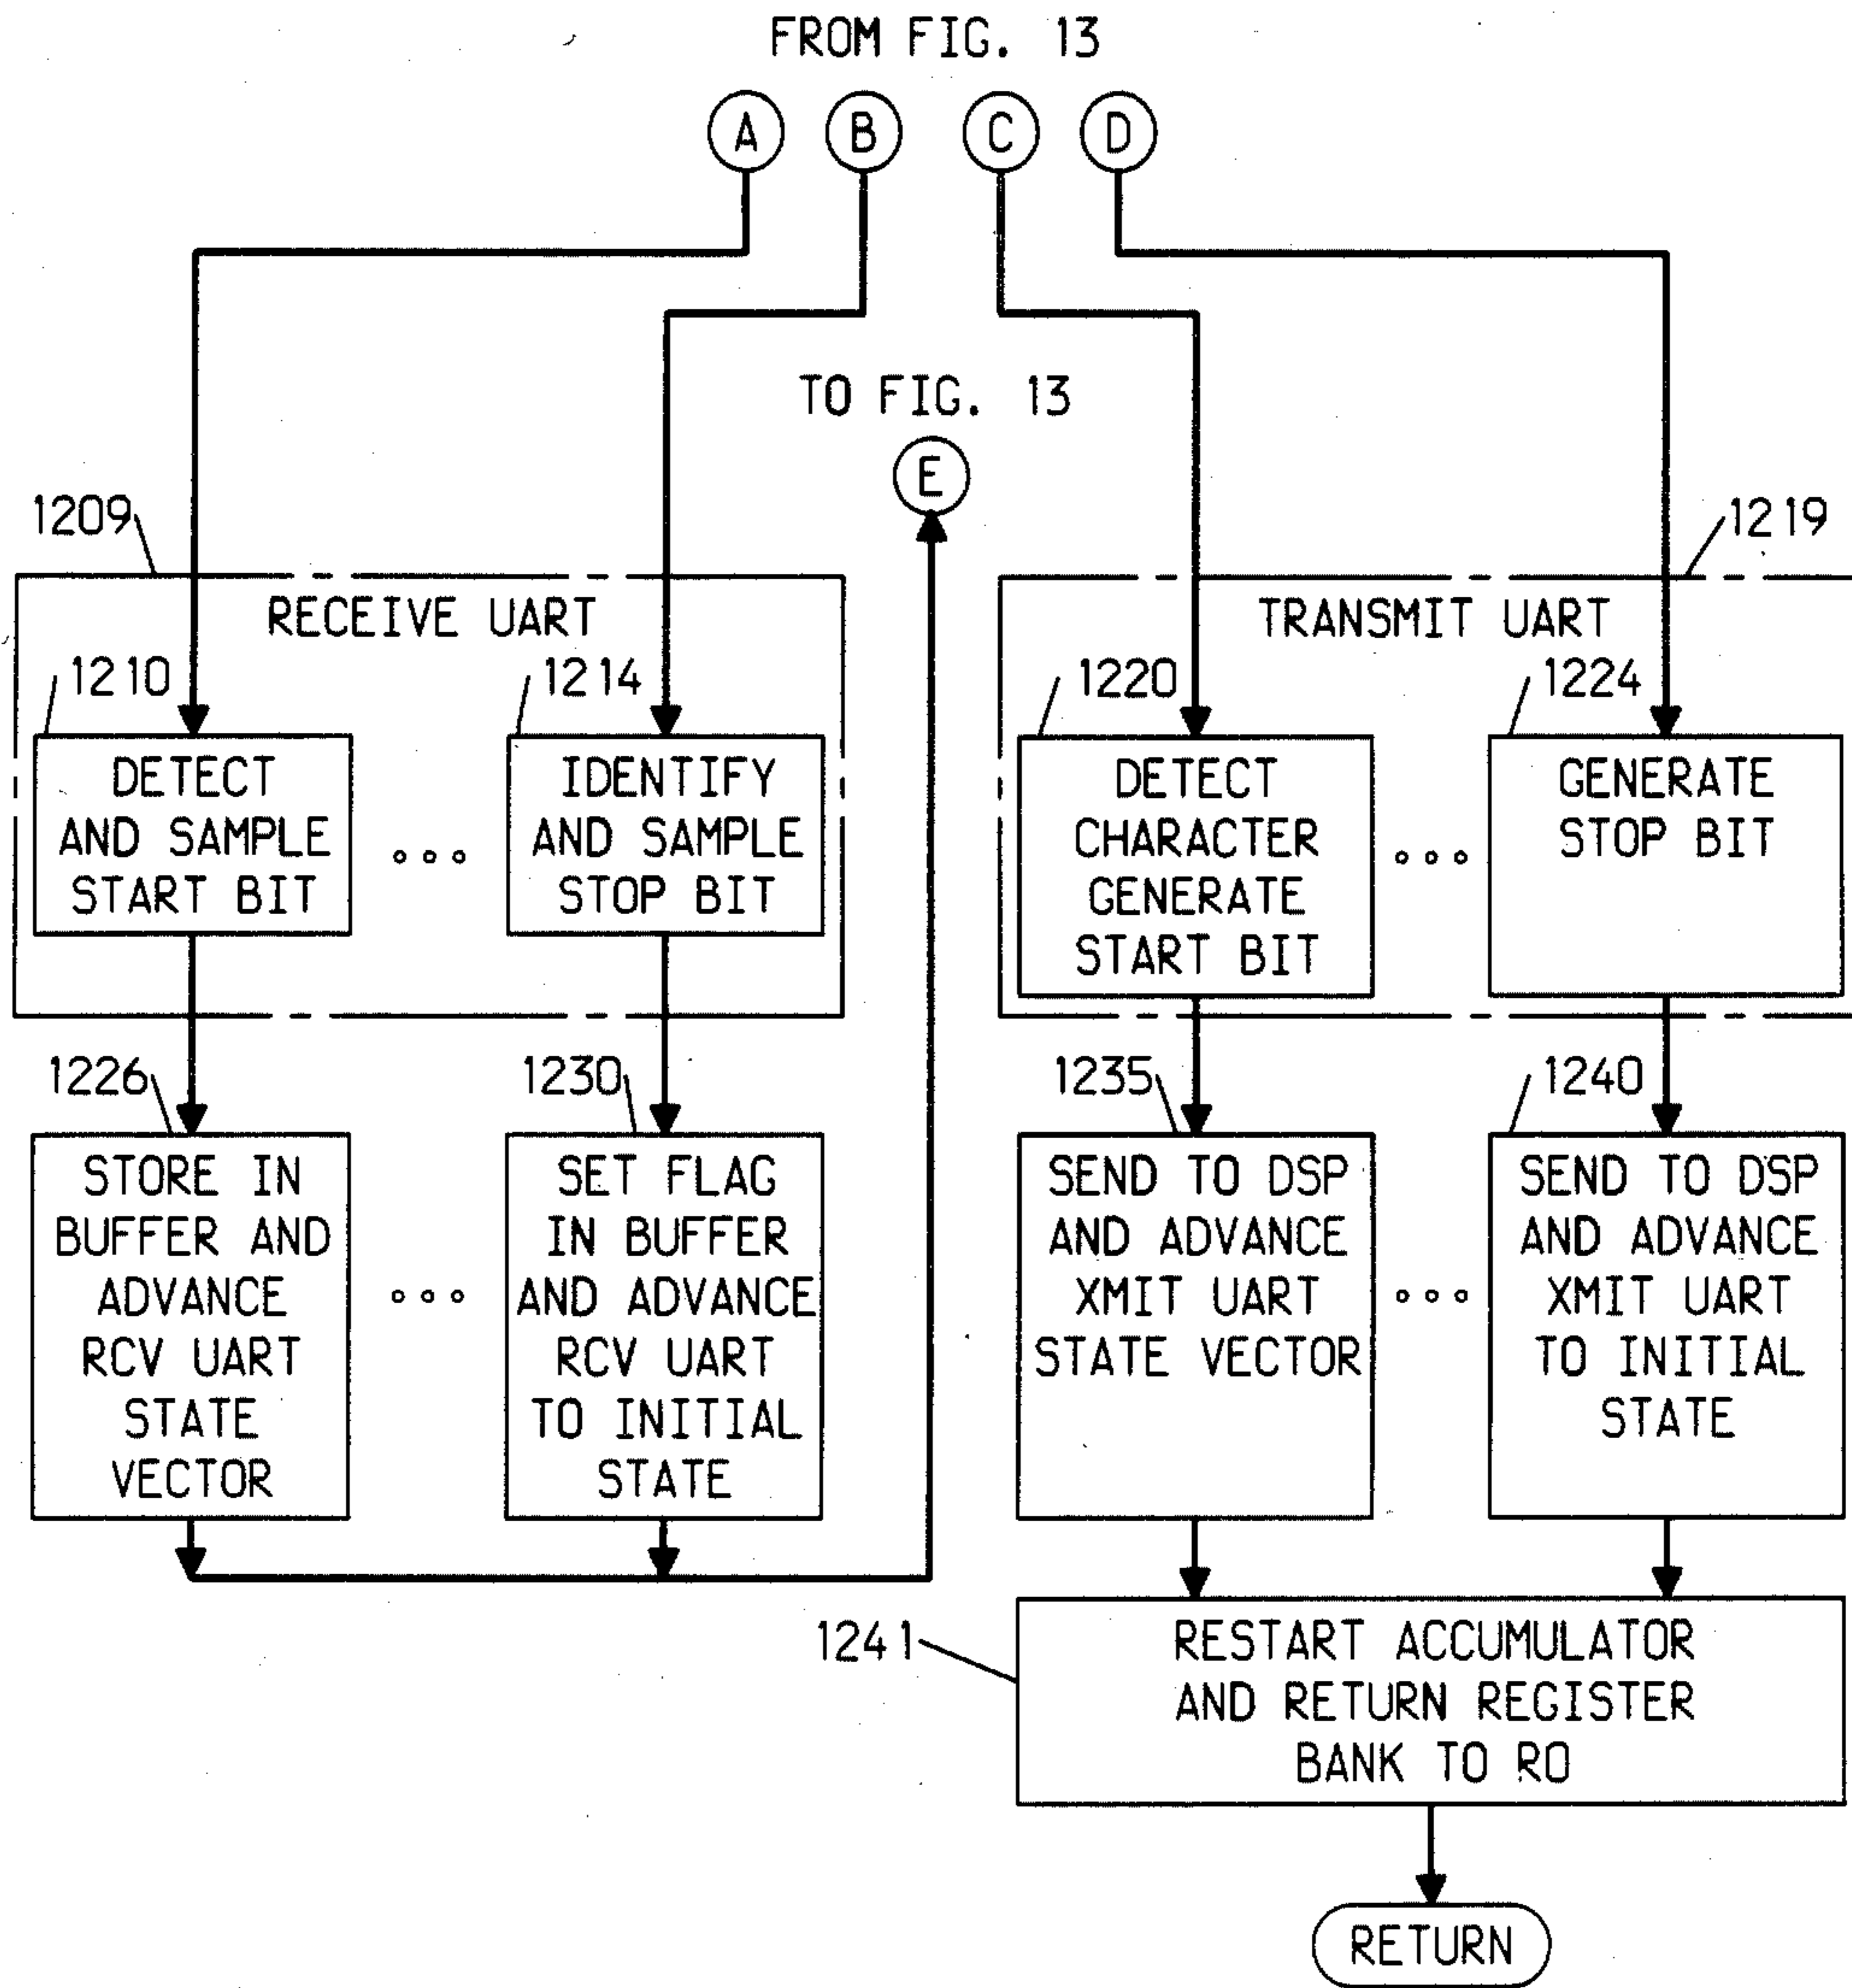 FROM FIG. 13
A B C D
TO FIG. 13
E
1209
1219
RECEIVE UART
TRANSMIT UART
1210
1214
1220
1224
DETECT
AND SAMPLE
START BIT
IDENTIFY
AND SAMPLE
STOP BIT
DETECT
CHARACTER
GENERATE
START BIT
GENERATE
STOP BIT
1226
1230
1235
1240
STORE IN
BUFFER AND
ADVANCE
RCV UART
STATE
VECTOR
SET FLAG
IN BUFFER
AND ADVANCE
RCV UART
TO INITIAL
STATE
SEND TO DSP
AND ADVANCE
XMIT UART
STATE VECTOR
SEND TO DSP
AND ADVANCE
XMIT UART
TO INITIAL
STATE
1241
RESTART ACCUMULATOR
AND RETURN REGISTER
BANK TO R0
RETURN